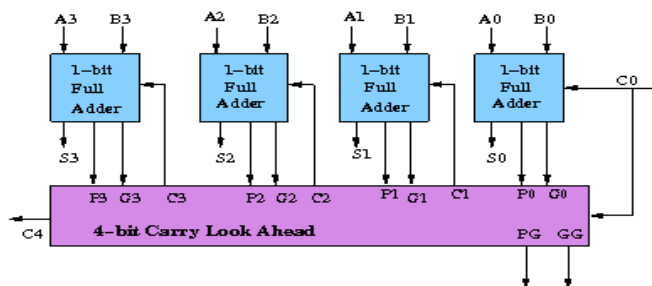 A3 B3 A2 B2 A1 B1 A0 B0
1-bit Full Adder
1-bit Full Adder
1-bit Full Adder
1-bit Full Adder
C0
S3 S2 S1 S0
P3 G3 C3 P2 G2 C2 P1 G1 C1 P0 G0
C4
4-bit Carry Look Ahead
PG GG